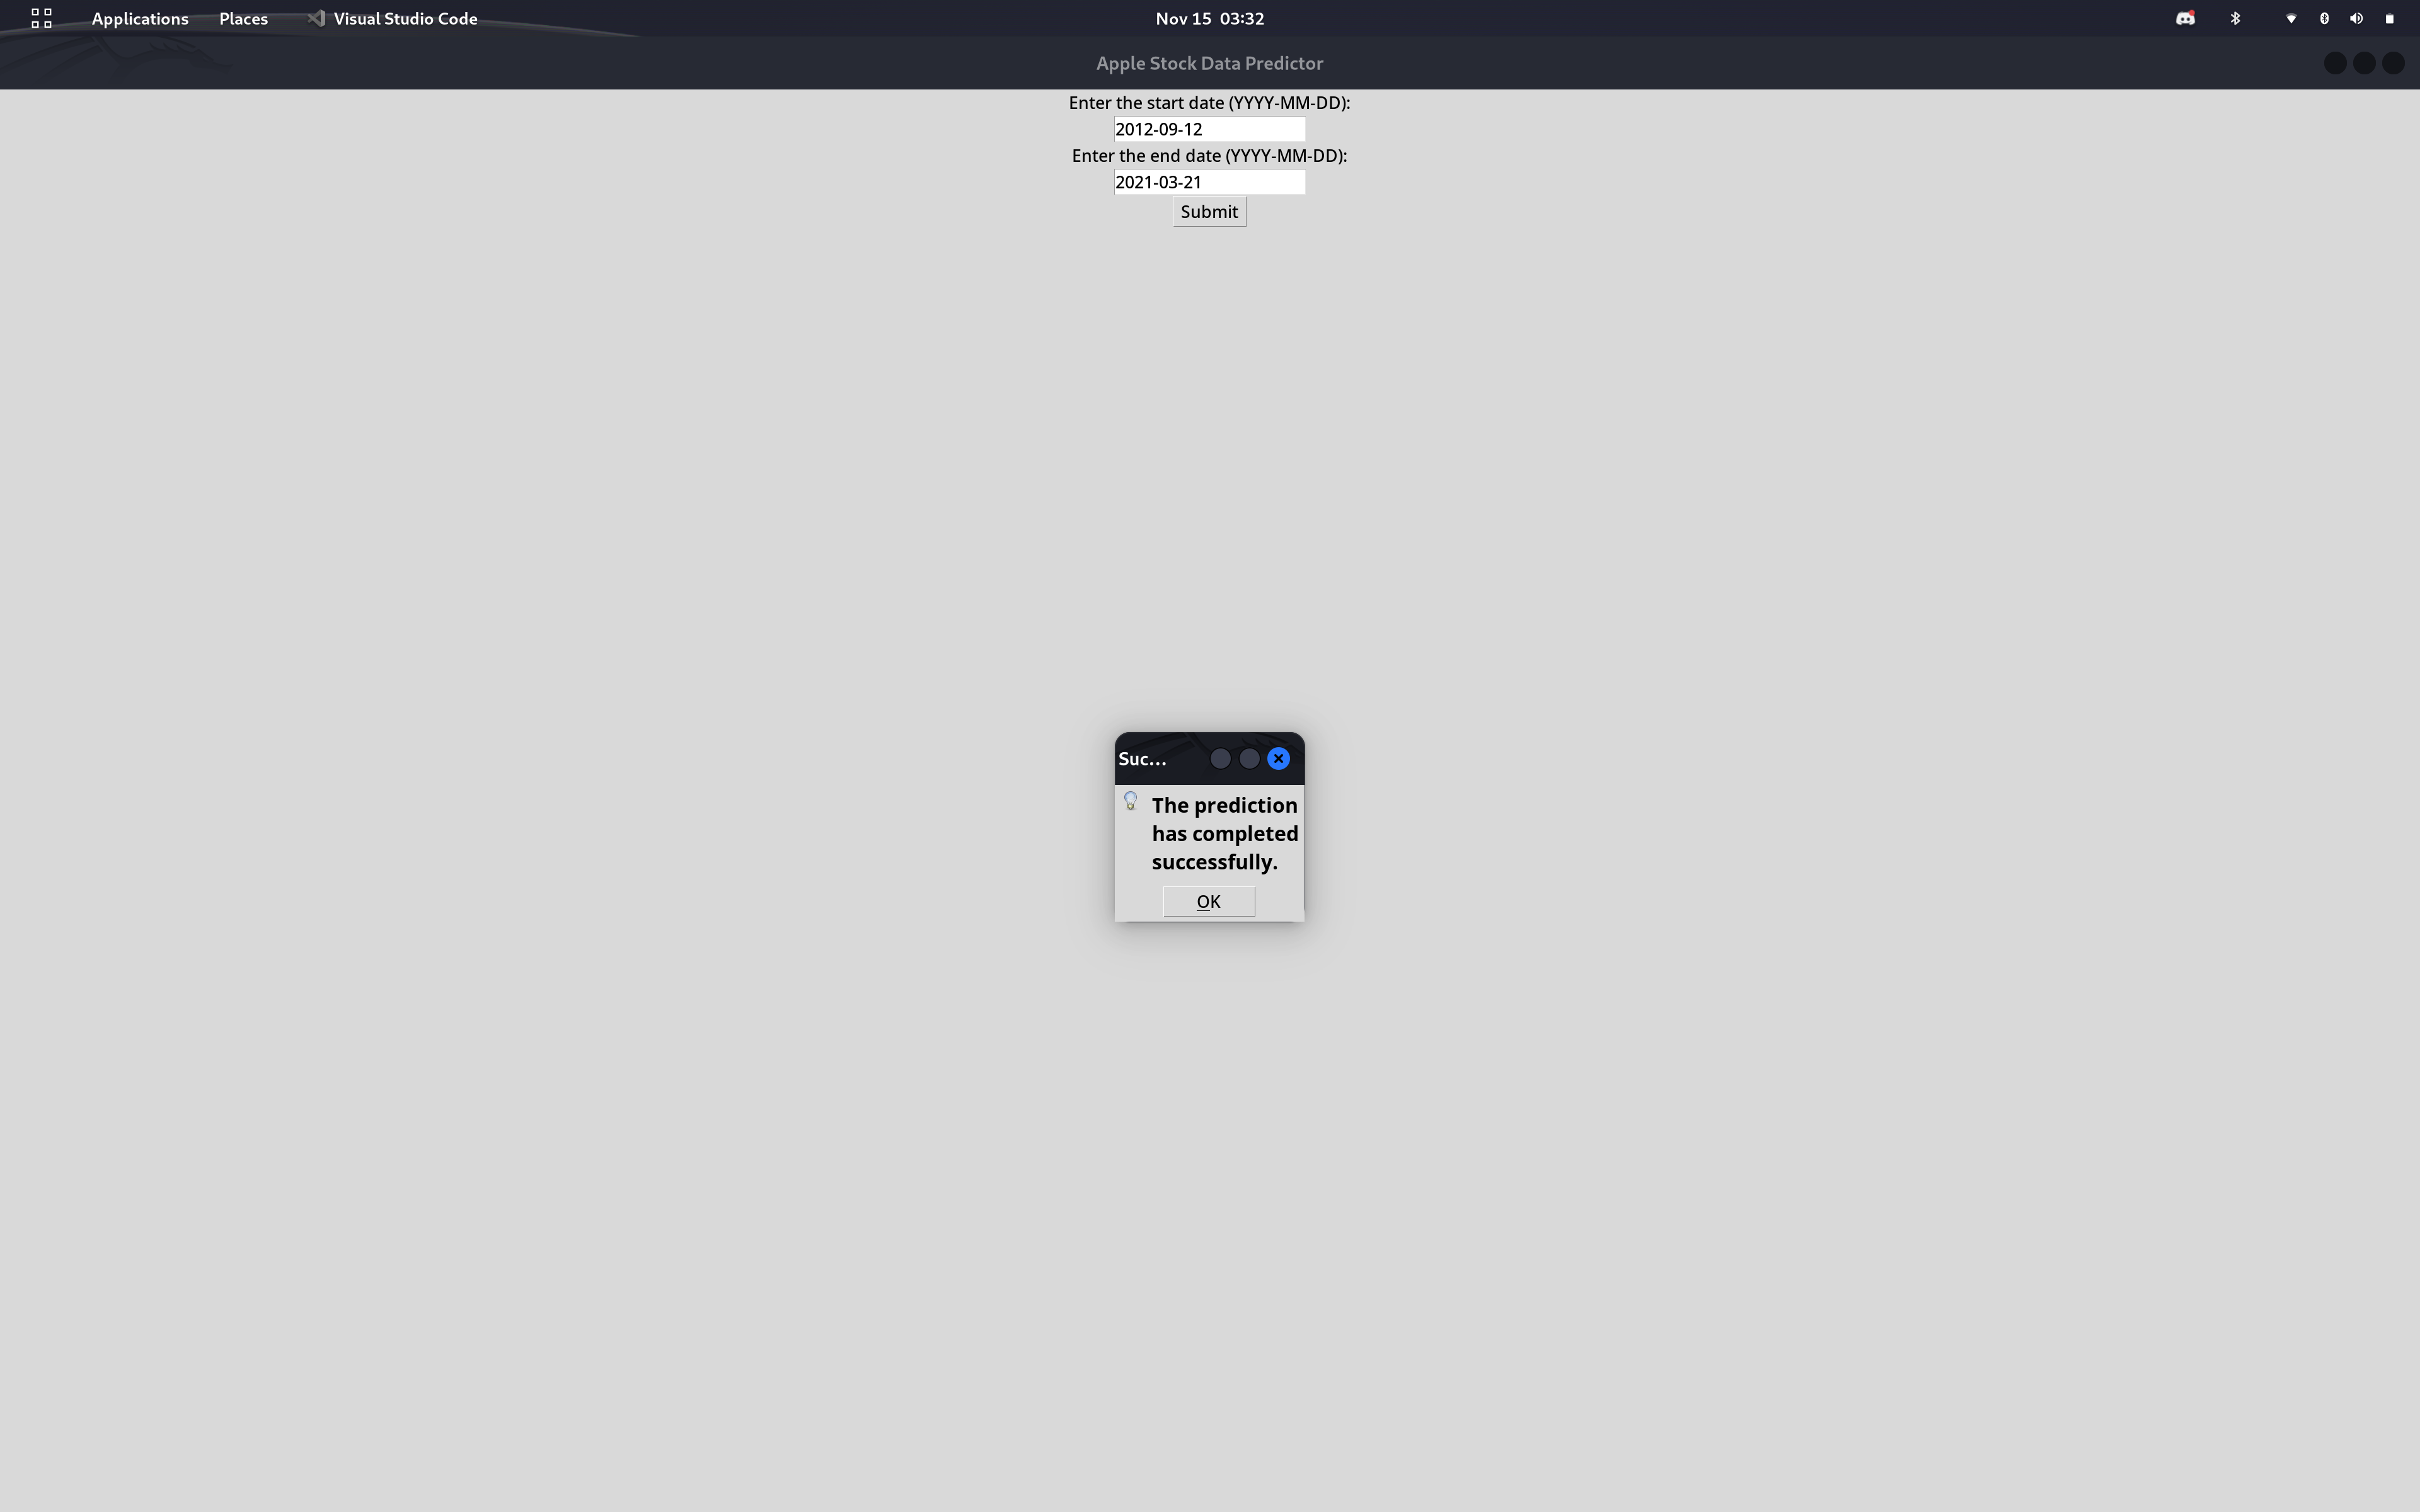 Applications Places Visual Studio Code Nov 15 03:32
Apple Stock Data Predictor
Enter the start date (YYYY-MM-DD):
2012-09-12
Enter the end date (YYYY-MM-DD):
2021-03-21
Submit
Suc...
The prediction
has completed
successfully.
OK